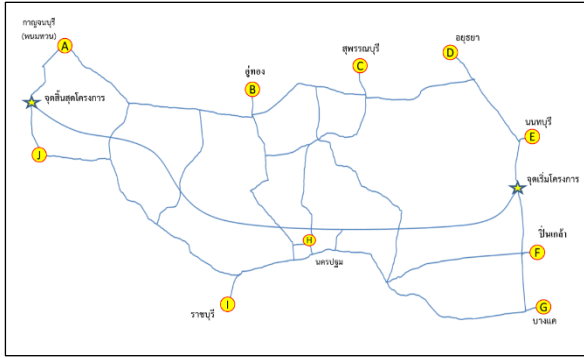 กาญจนบุรี
(พนมทวน)
A
จุดสิ้นสุดโครงการ
J
อู่ทอง
B
สุพรรณบุรี
C
อยุธยา
D
นนทบุรี
E
จุดเริ่มโครงการ
ปิ่นเกล้า
F
G
บางแค
H
นครปฐม
I
ราชบุรี